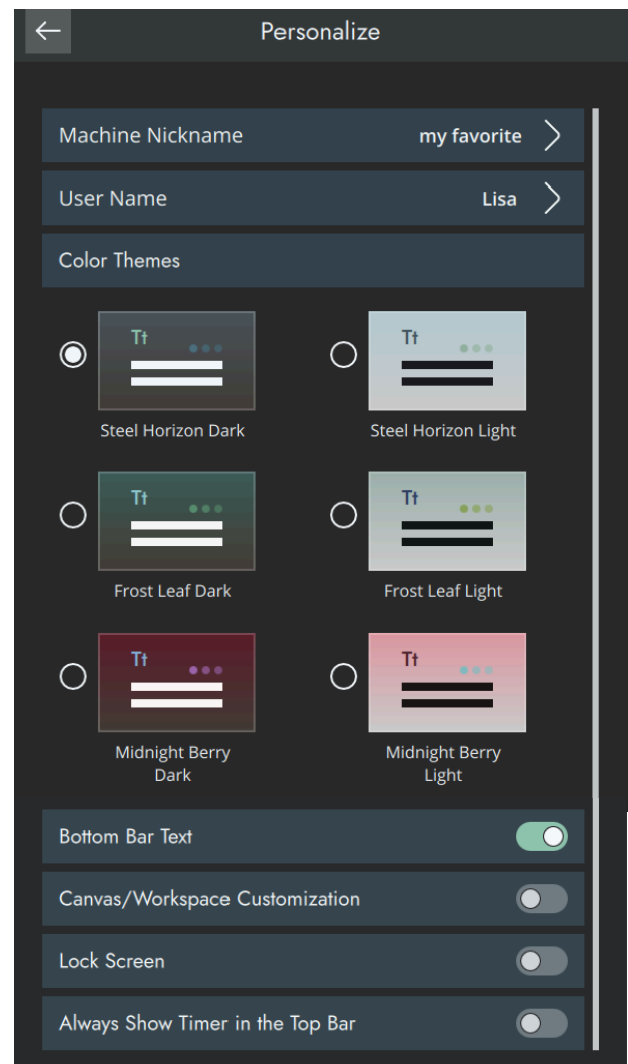 Personalize
Machine Nickname my favorite
User Name Lisa
Color Themes
Tt Tt
Steel Horizon Dark Steel Horizon Light
Tt Tt
Frost Leaf Dark Frost Leaf Light
Tt Tt
Midnight Berry Midnight Berry
Dark Light
Bottom Bar Text
Canvas/Workspace Customization
Lock Screen
Always Show Timer in the Top Bar